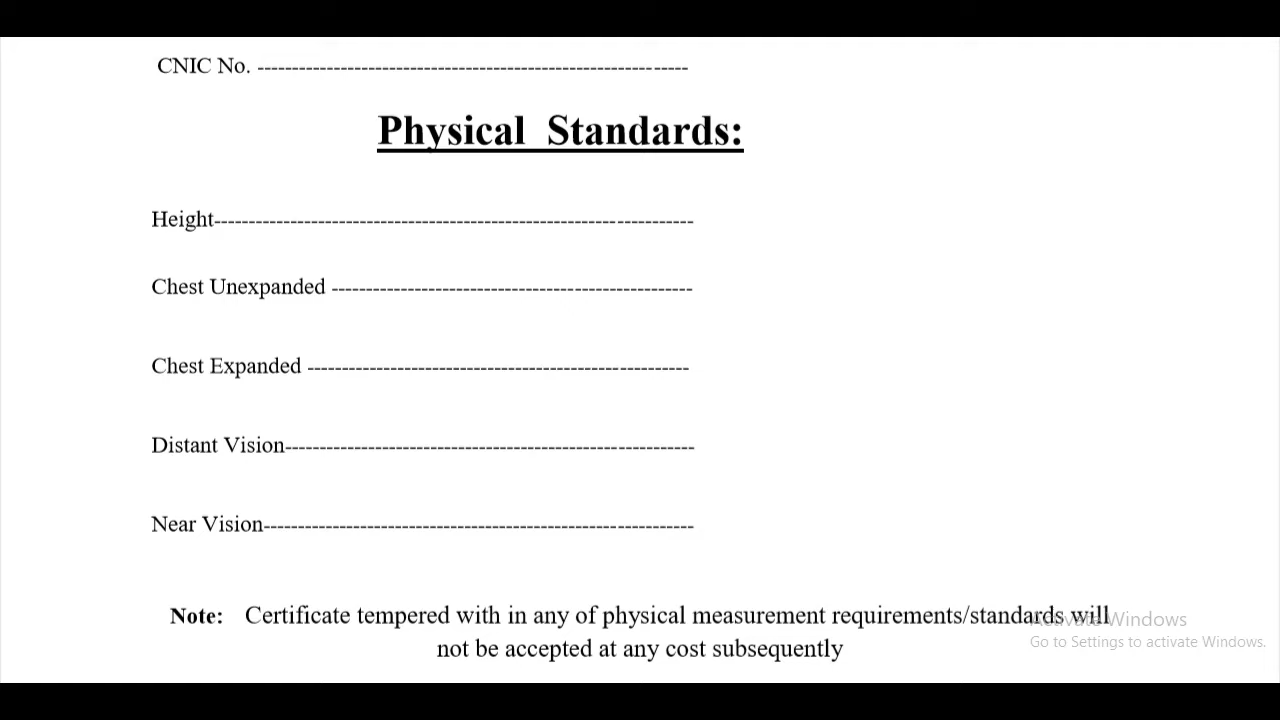 CNIC No. ---------------------------------------------------------------
Physical Standards:
Height----------------------------------------------------------------------
Chest Unexpanded -----------------------------------------------------
Chest Expanded --------------------------------------------------------
Distant Vision------------------------------------------------------------
Near Vision---------------------------------------------------------------
Note: Certificate tempered with in any of physical measurement requirements/standards will
not be accepted at any cost subsequently
Activate Windows
Go to Settings to activate Windows.